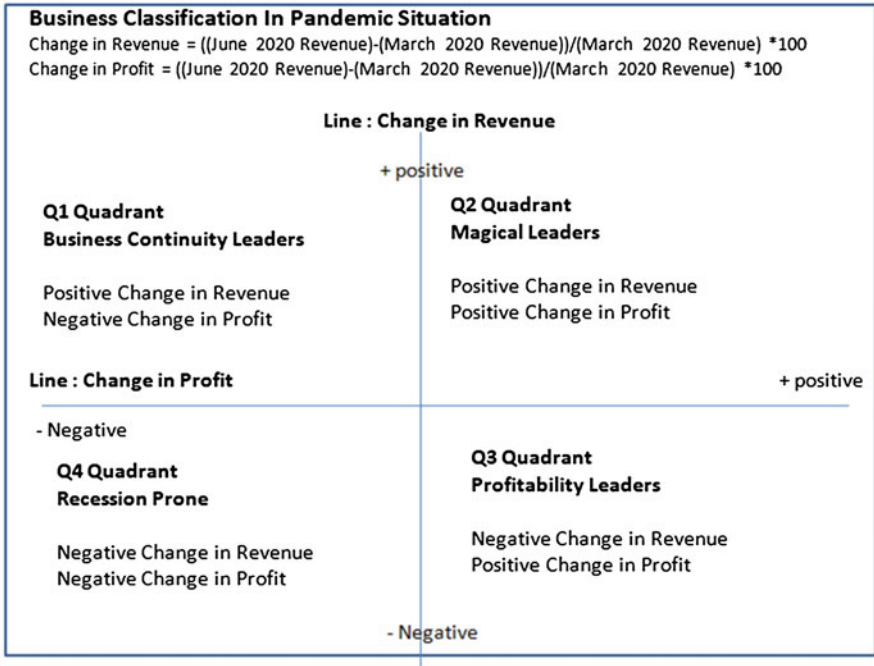 Business Classification In Pandemic Situation
Change in Revenue = ((June 2020 Revenue)-(March 2020 Revenue))/(March 2020 Revenue) *100
Change in Profit = ((June 2020 Revenue)-(March 2020 Revenue))/(March 2020 Revenue) *100
Line : Change in Revenue
+ positive
Q1 Quadrant
Business Continuity Leaders
Positive Change in Revenue
Negative Change in Profit
Q2 Quadrant
Magical Leaders
Positive Change in Revenue
Positive Change in Profit
Line : Change in Profit
+ positive
- Negative
Q4 Quadrant
Recession Prone
Negative Change in Revenue
Negative Change in Profit
Q3 Quadrant
Profitability Leaders
Negative Change in Revenue
Positive Change in Profit
- Negative